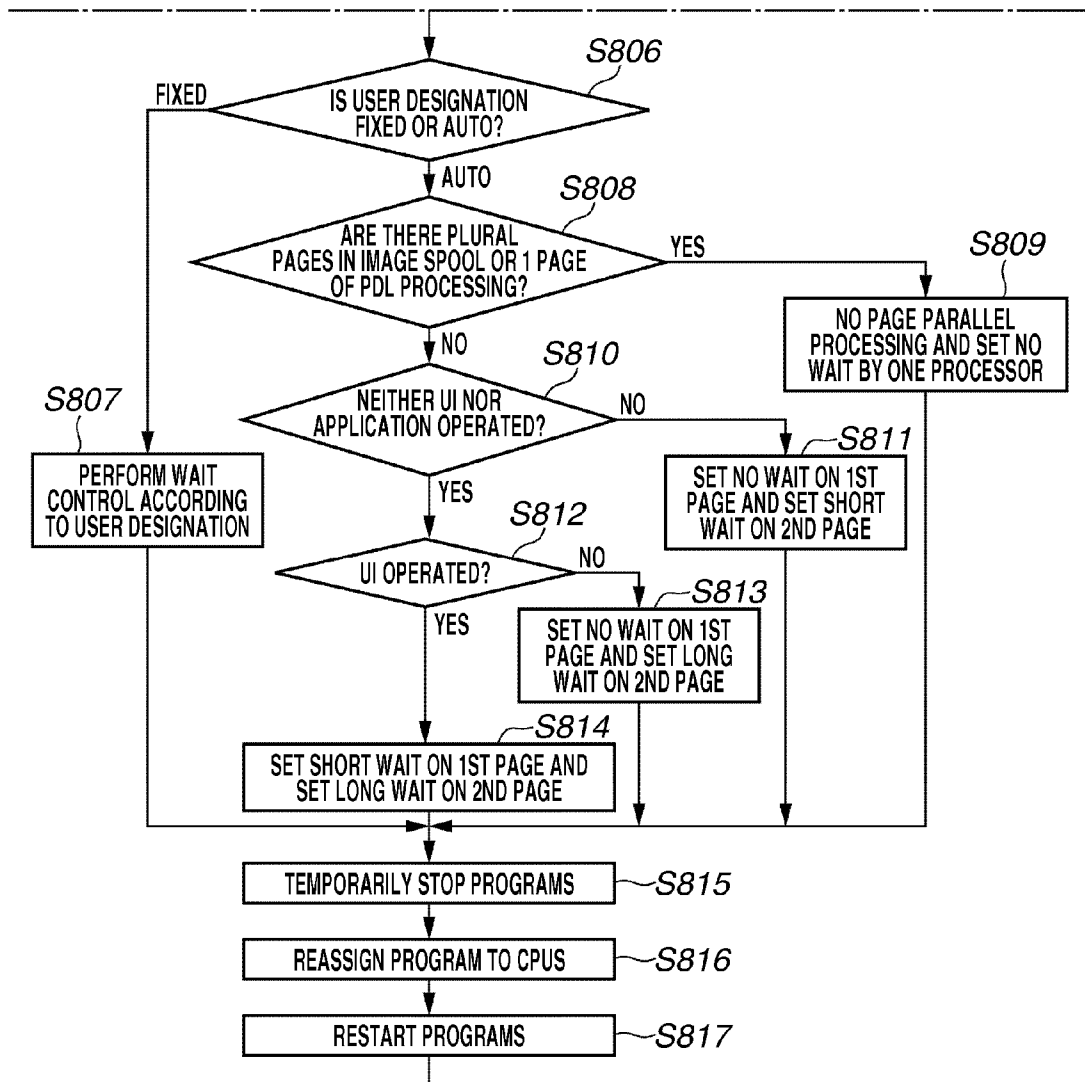 S806
FIXED
IS USER DESIGNATION
FIXED OR AUTO?
AUTO
S808
ARE THERE PLURAL
PAGES IN IMAGE SPOOL OR 1 PAGE
OF PDL PROCESSING?
YES
S809
NO PAGE PARALLEL
PROCESSING AND SET NO
WAIT BY ONE PROCESSOR
NO
S810
NEITHER UI NOR
APPLICATION OPERATED?
NO
S807
PERFORM WAIT
CONTROL ACCORDING
TO USER DESIGNATION
S811
SET NO WAIT ON 1ST
PAGE AND SET SHORT
WAIT ON 2ND PAGE
YES
S812
UI OPERATED?
NO
S813
SET NO WAIT ON 1ST
PAGE AND SET LONG
WAIT ON 2ND PAGE
YES
S814
SET SHORT WAIT ON 1ST PAGE AND
SET LONG WAIT ON 2ND PAGE
TEMPORARILY STOP PROGRAMS
S815
REASSIGN PROGRAM TO CPUS
S816
RESTART PROGRAMS
S817